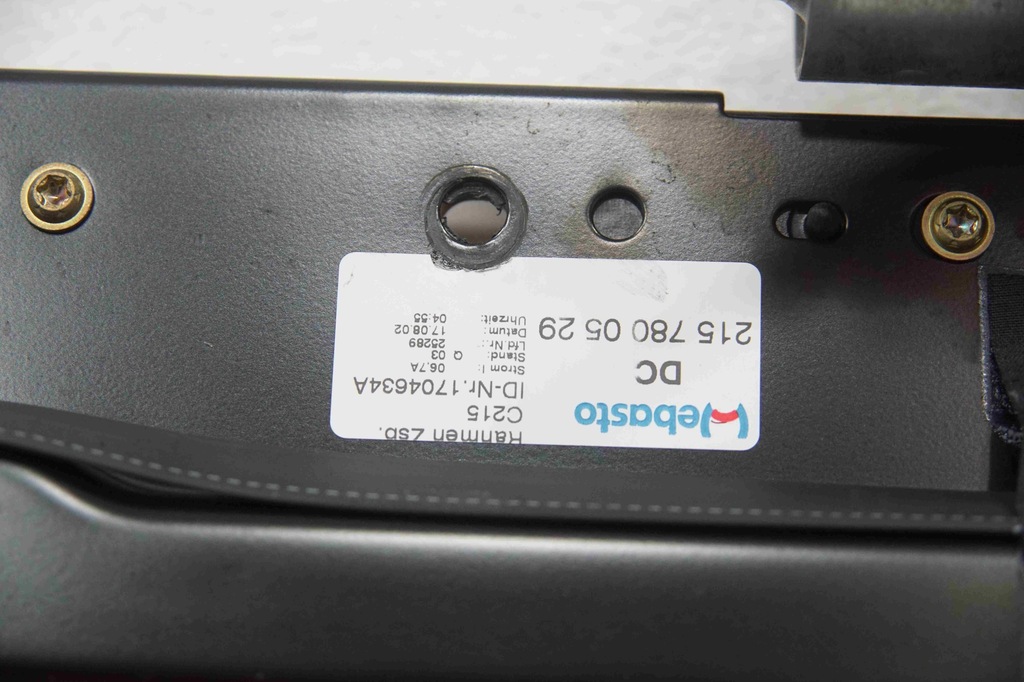 Webasto
DC
215 780 05 29
Rahmen Zsb.
C215
ID-Nr.1704634A
Strom I: 06.7A
Stand: Q 03
Lfd.Nr.: 25289
Datum: 17.08.02
Uhrzeit: 04:55